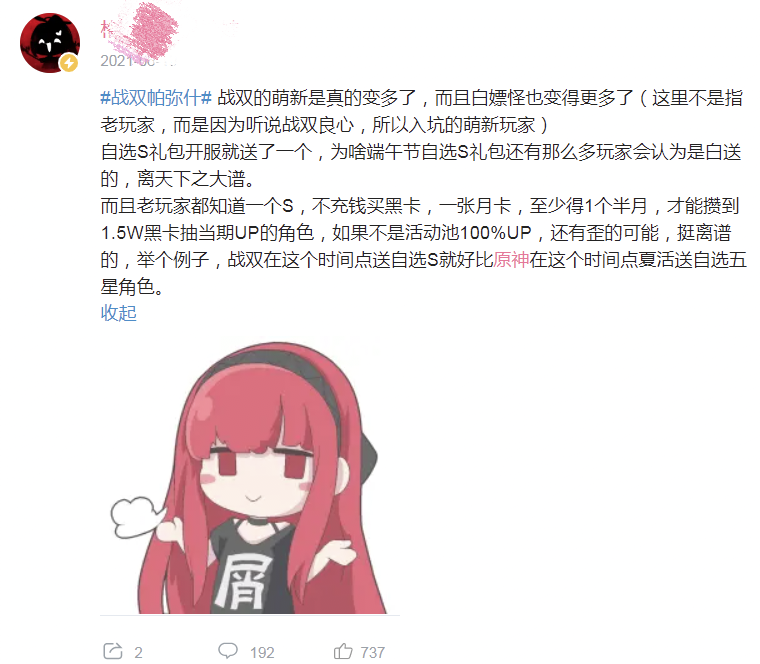 #战双帕弥什# 战双的萌新是真的变多了，而且白嫖怪也变得更多了（这里不是指
老玩家，而是因为听说战双良心，所以入坑的萌新玩家）
自选S礼包开服就送了一个，为啥端午节自选S礼包还有那么多玩家会认为是白送
的，离天下之大谱。
而且老玩家都知道一个S，不充钱买黑卡，一张月卡，至少得1个半月，才能攒到
1.5W黑卡抽当期UP的角色，如果不是活动池100%UP，还有歪的可能，挺离谱
的，举个例子，战双在这个时间点送自选S就好比原神在这个时间点夏活送自选五
星角色。
收起
屑
2 192 737